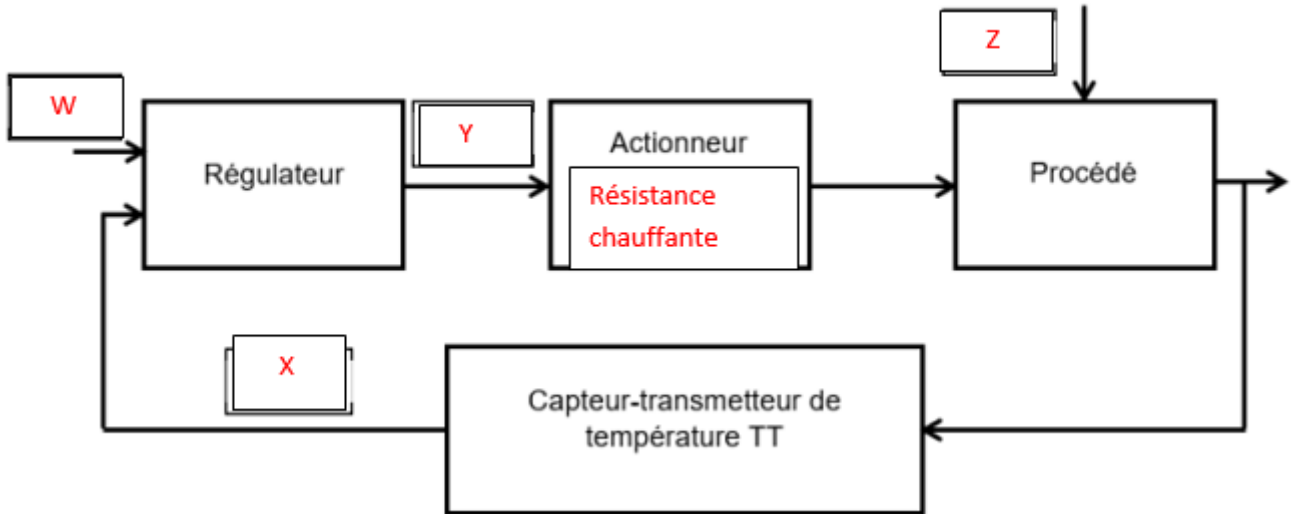 Z
W
Y
Régulateur
Actionneur
Résistance
chauffante
Procédé
X
Capteur-transmetteur de
température TT